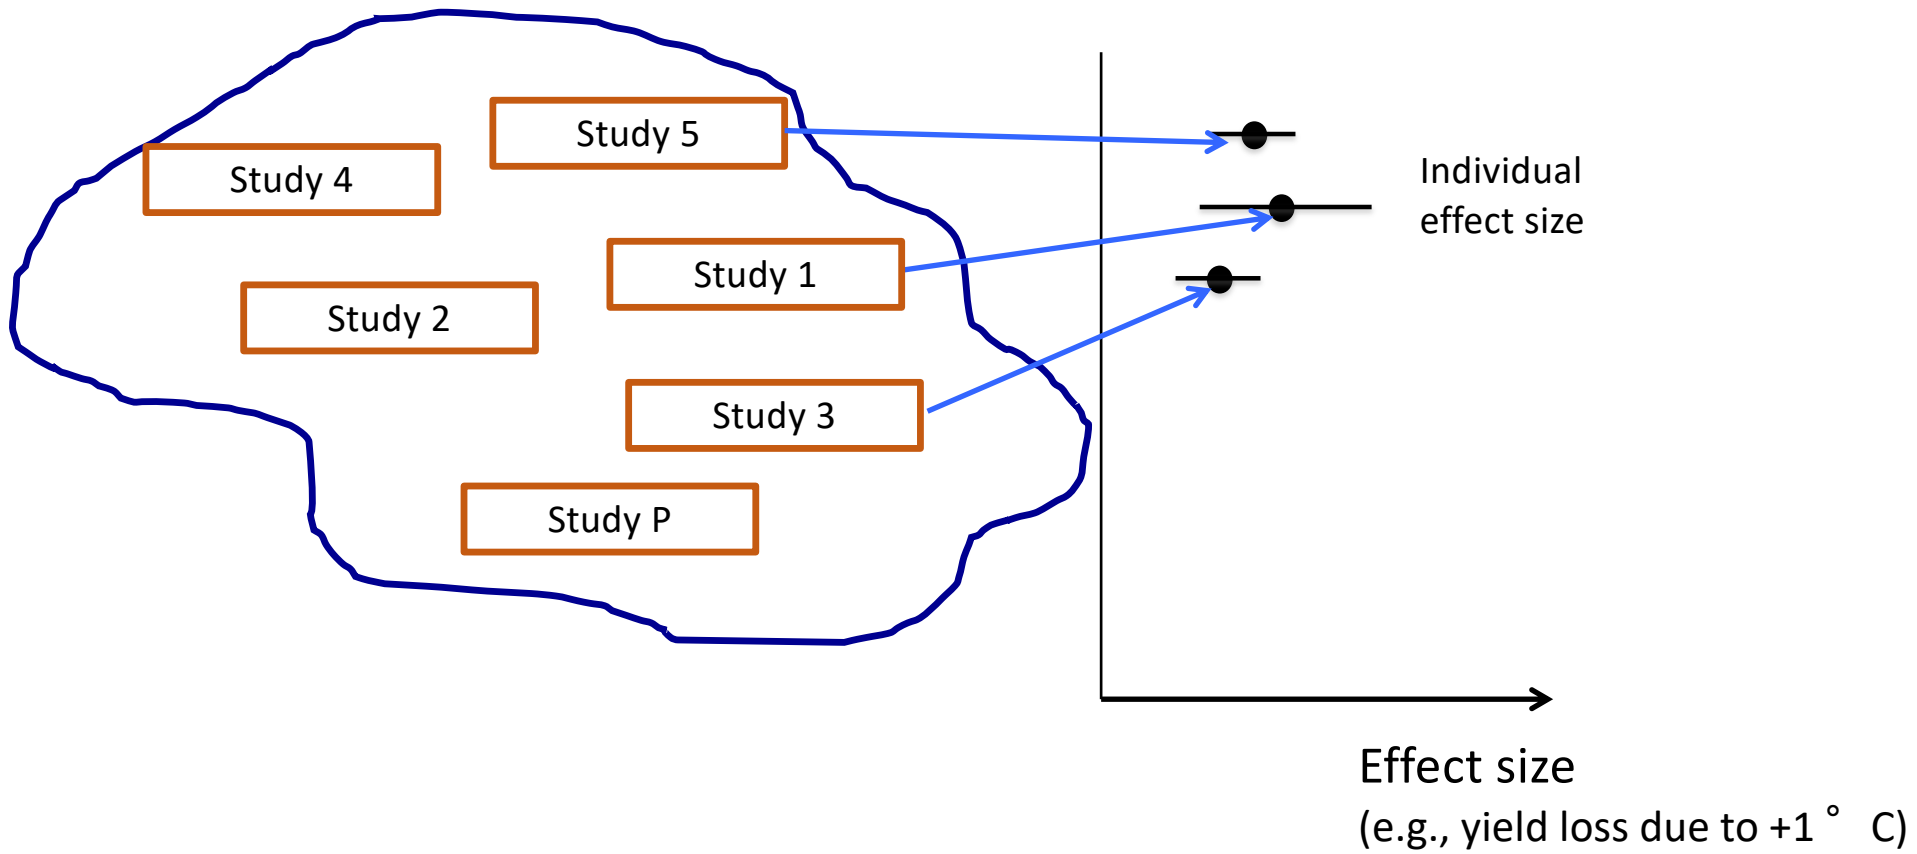 Study 5
Study 4
Study 1
Study 2
Study 3
Study P
Individual
effect size
Effect size
(e.g., yield loss due to +1 ° C)